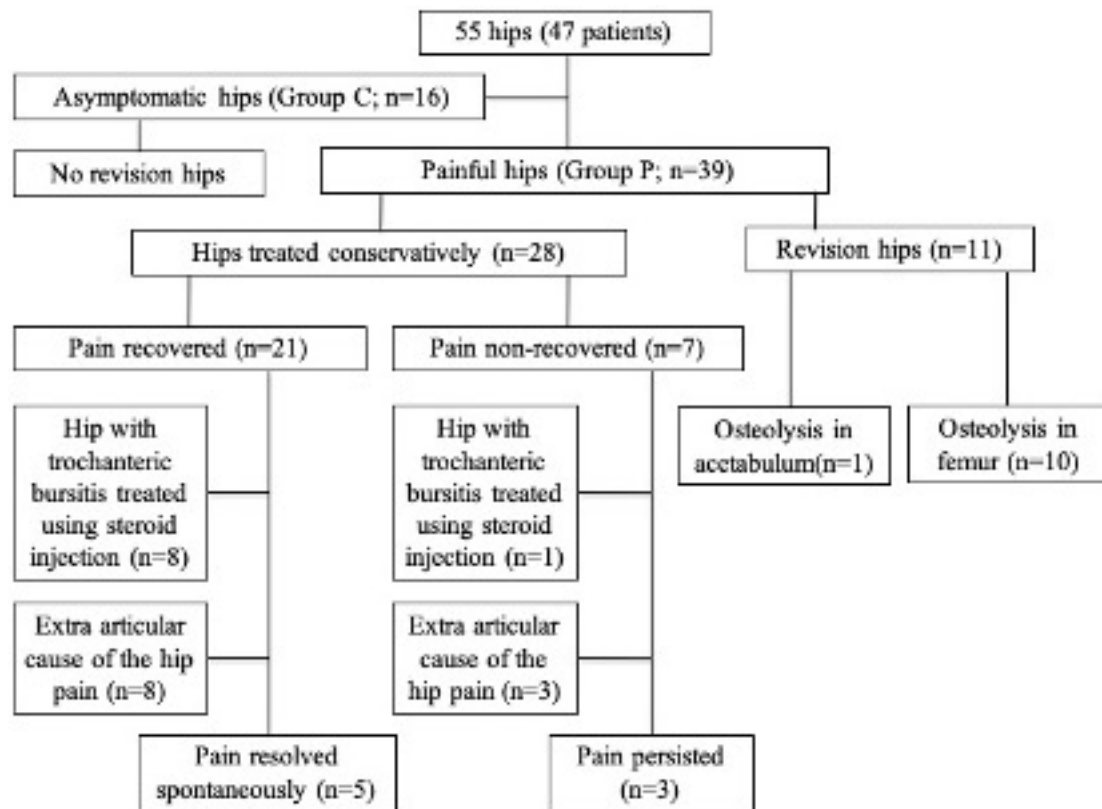 55 hips (47 patients)
Asymptomatic hips (Group C; n=16)
No revision hips
Painful hips (Group P; n=39)
Hips treated conservatively (n=28)
Revision hips (n=11)
Pain recovered (n=21)
Pain non-recovered (n=7)
Hip with
trochanteric
bursitis treated
using steroid
injection (n=8)
Hip with
trochanteric
bursitis treated
using steroid
injection (n=1)
Osteolysis in
acctabulum(n=1)
Osteolysis in
femur (n=10)
Extra articular
cause of the hip
pain (n=8)
Extra articular
cause of the
hip pain (n=3)
Pain resolved
spontaneously (n=5)
Pain persisted
(n=3)